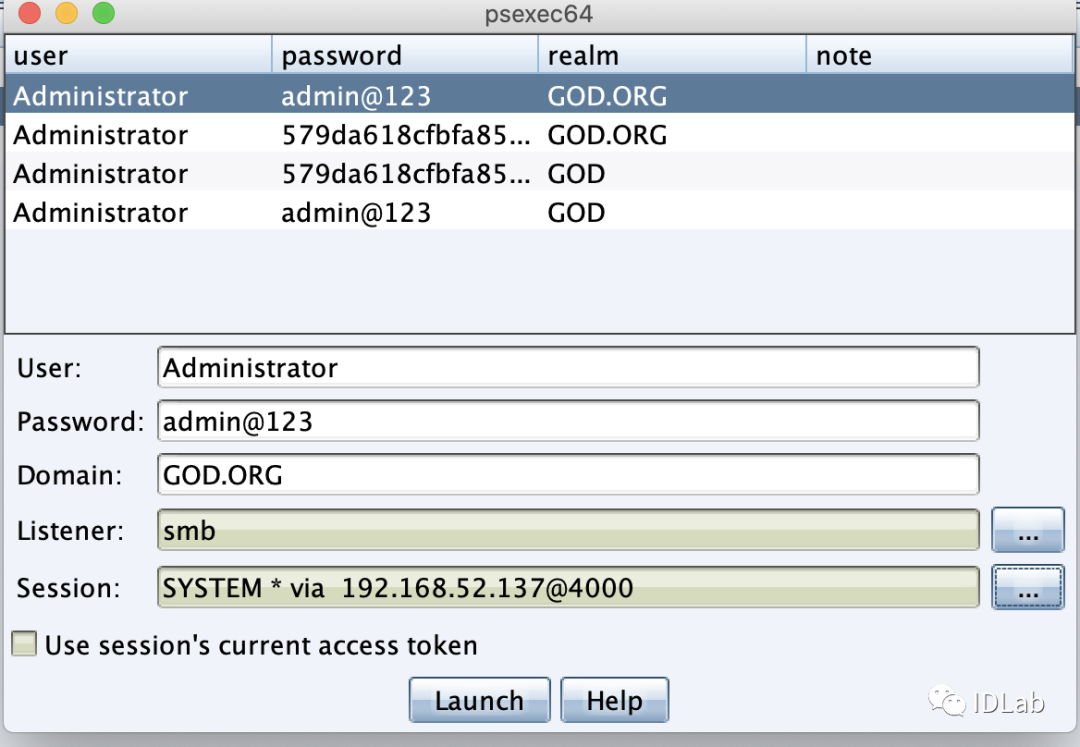 psexec64
user password realm note
Administrator admin@123 GOD.ORG
Administrator 579da618cfbfa85... GOD.ORG
Administrator 579da618cfbfa85... GOD
Administrator admin@123 GOD
User: Administrator
Password: admin@123
Domain: GOD.ORG
Listener: smb ...
Session: SYSTEM * via 192.168.52.137@4000 ...
Use session's current access token
Launch Help
IDLab